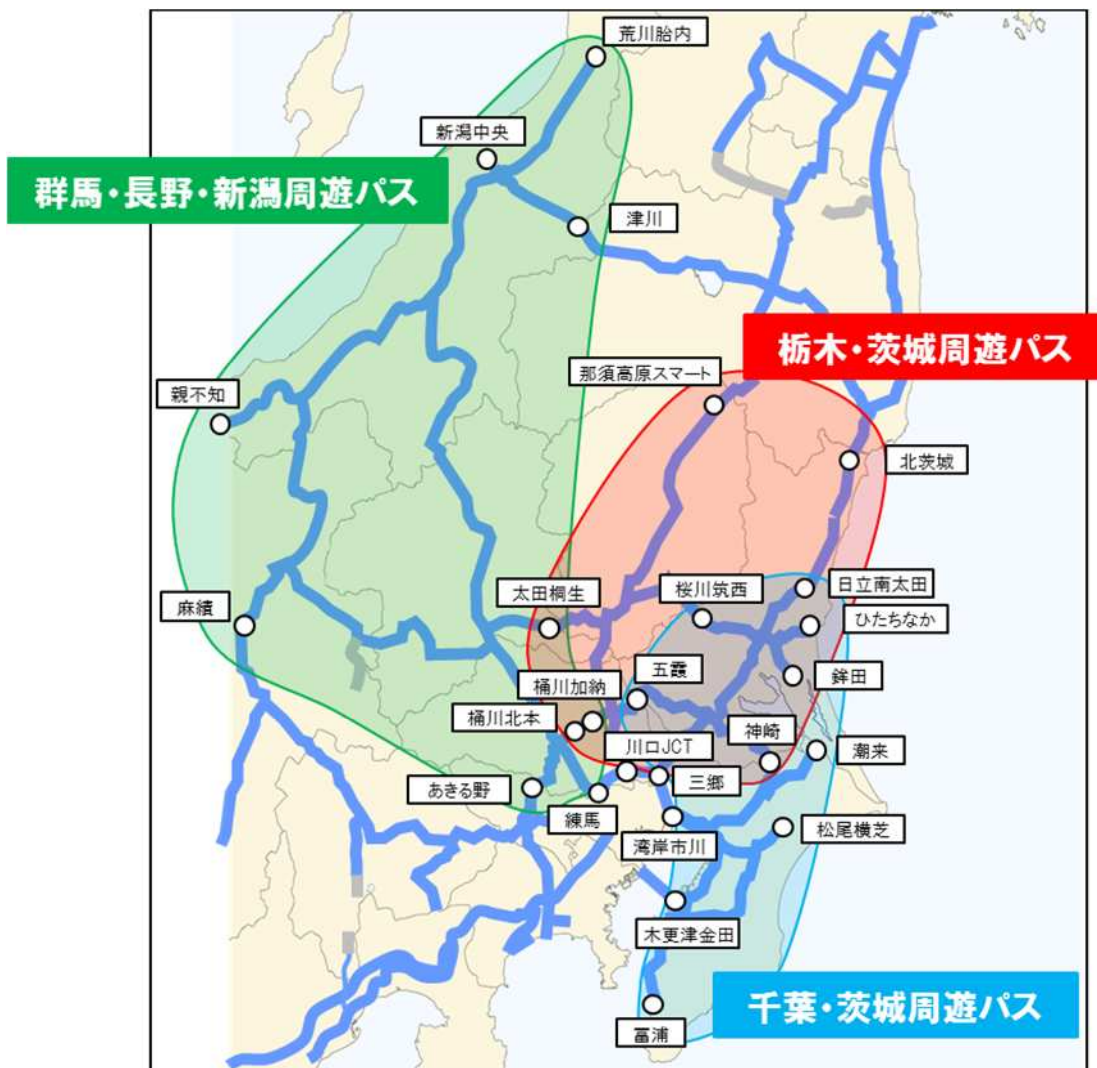 荒川胎内
新潟中央
群馬・長野・新潟周遊パス
津川
栃木・茨城周遊パス
那須高原スマート
親不知
北茨城
日立南太田
桜川筑西
太田桐生
麻績
ひたちなか
五霞
鉾田
桶川加納
桶川北本
神崎
川口JCT
潮来
三郷
あきる野
練馬
松尾横芝
湾岸市川
木更津金田
千葉・茨城周遊パス
冨浦